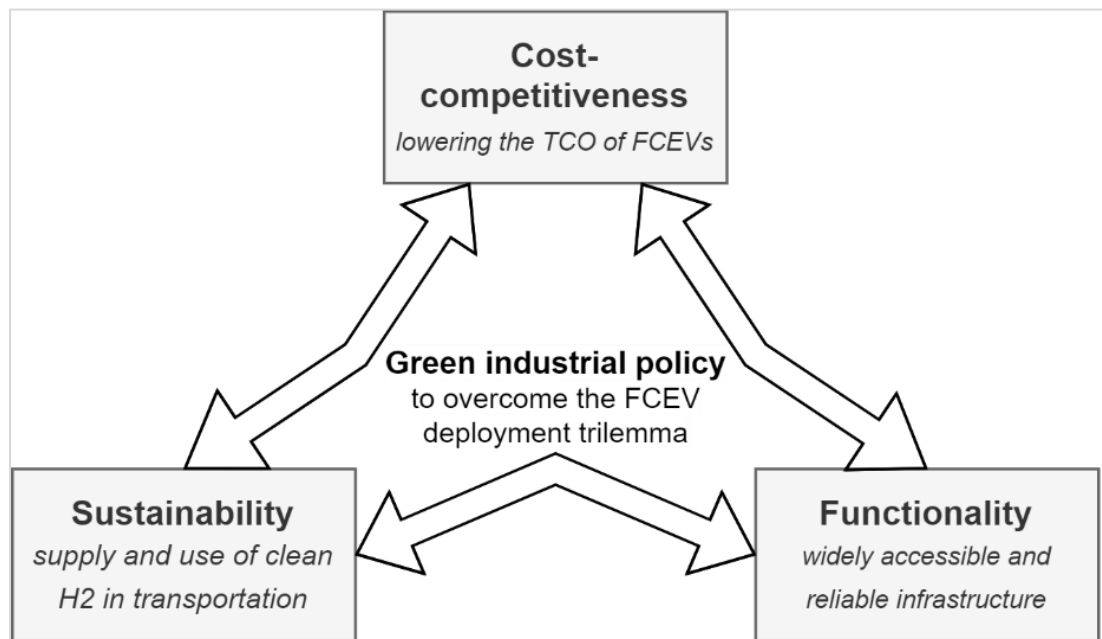 Cost-
competitiveness
lowering the TCO of FCEVs
Green industrial policy
to overcome the FCEV
deployment trilemma
Sustainability
supply and use of clean
H2 in transportation
Functionality
widely accessible and
reliable infrastructure